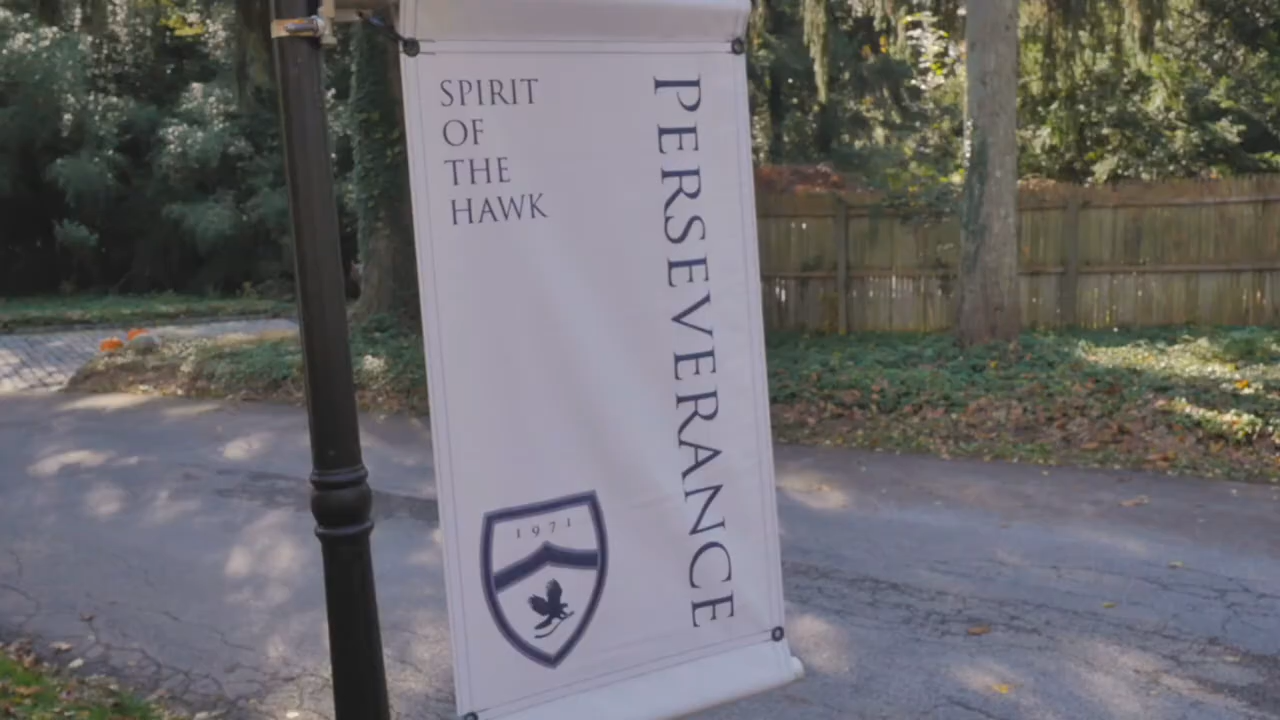 SPIRIT
OF
THE
HAWK
PERSEVERANCE
1971